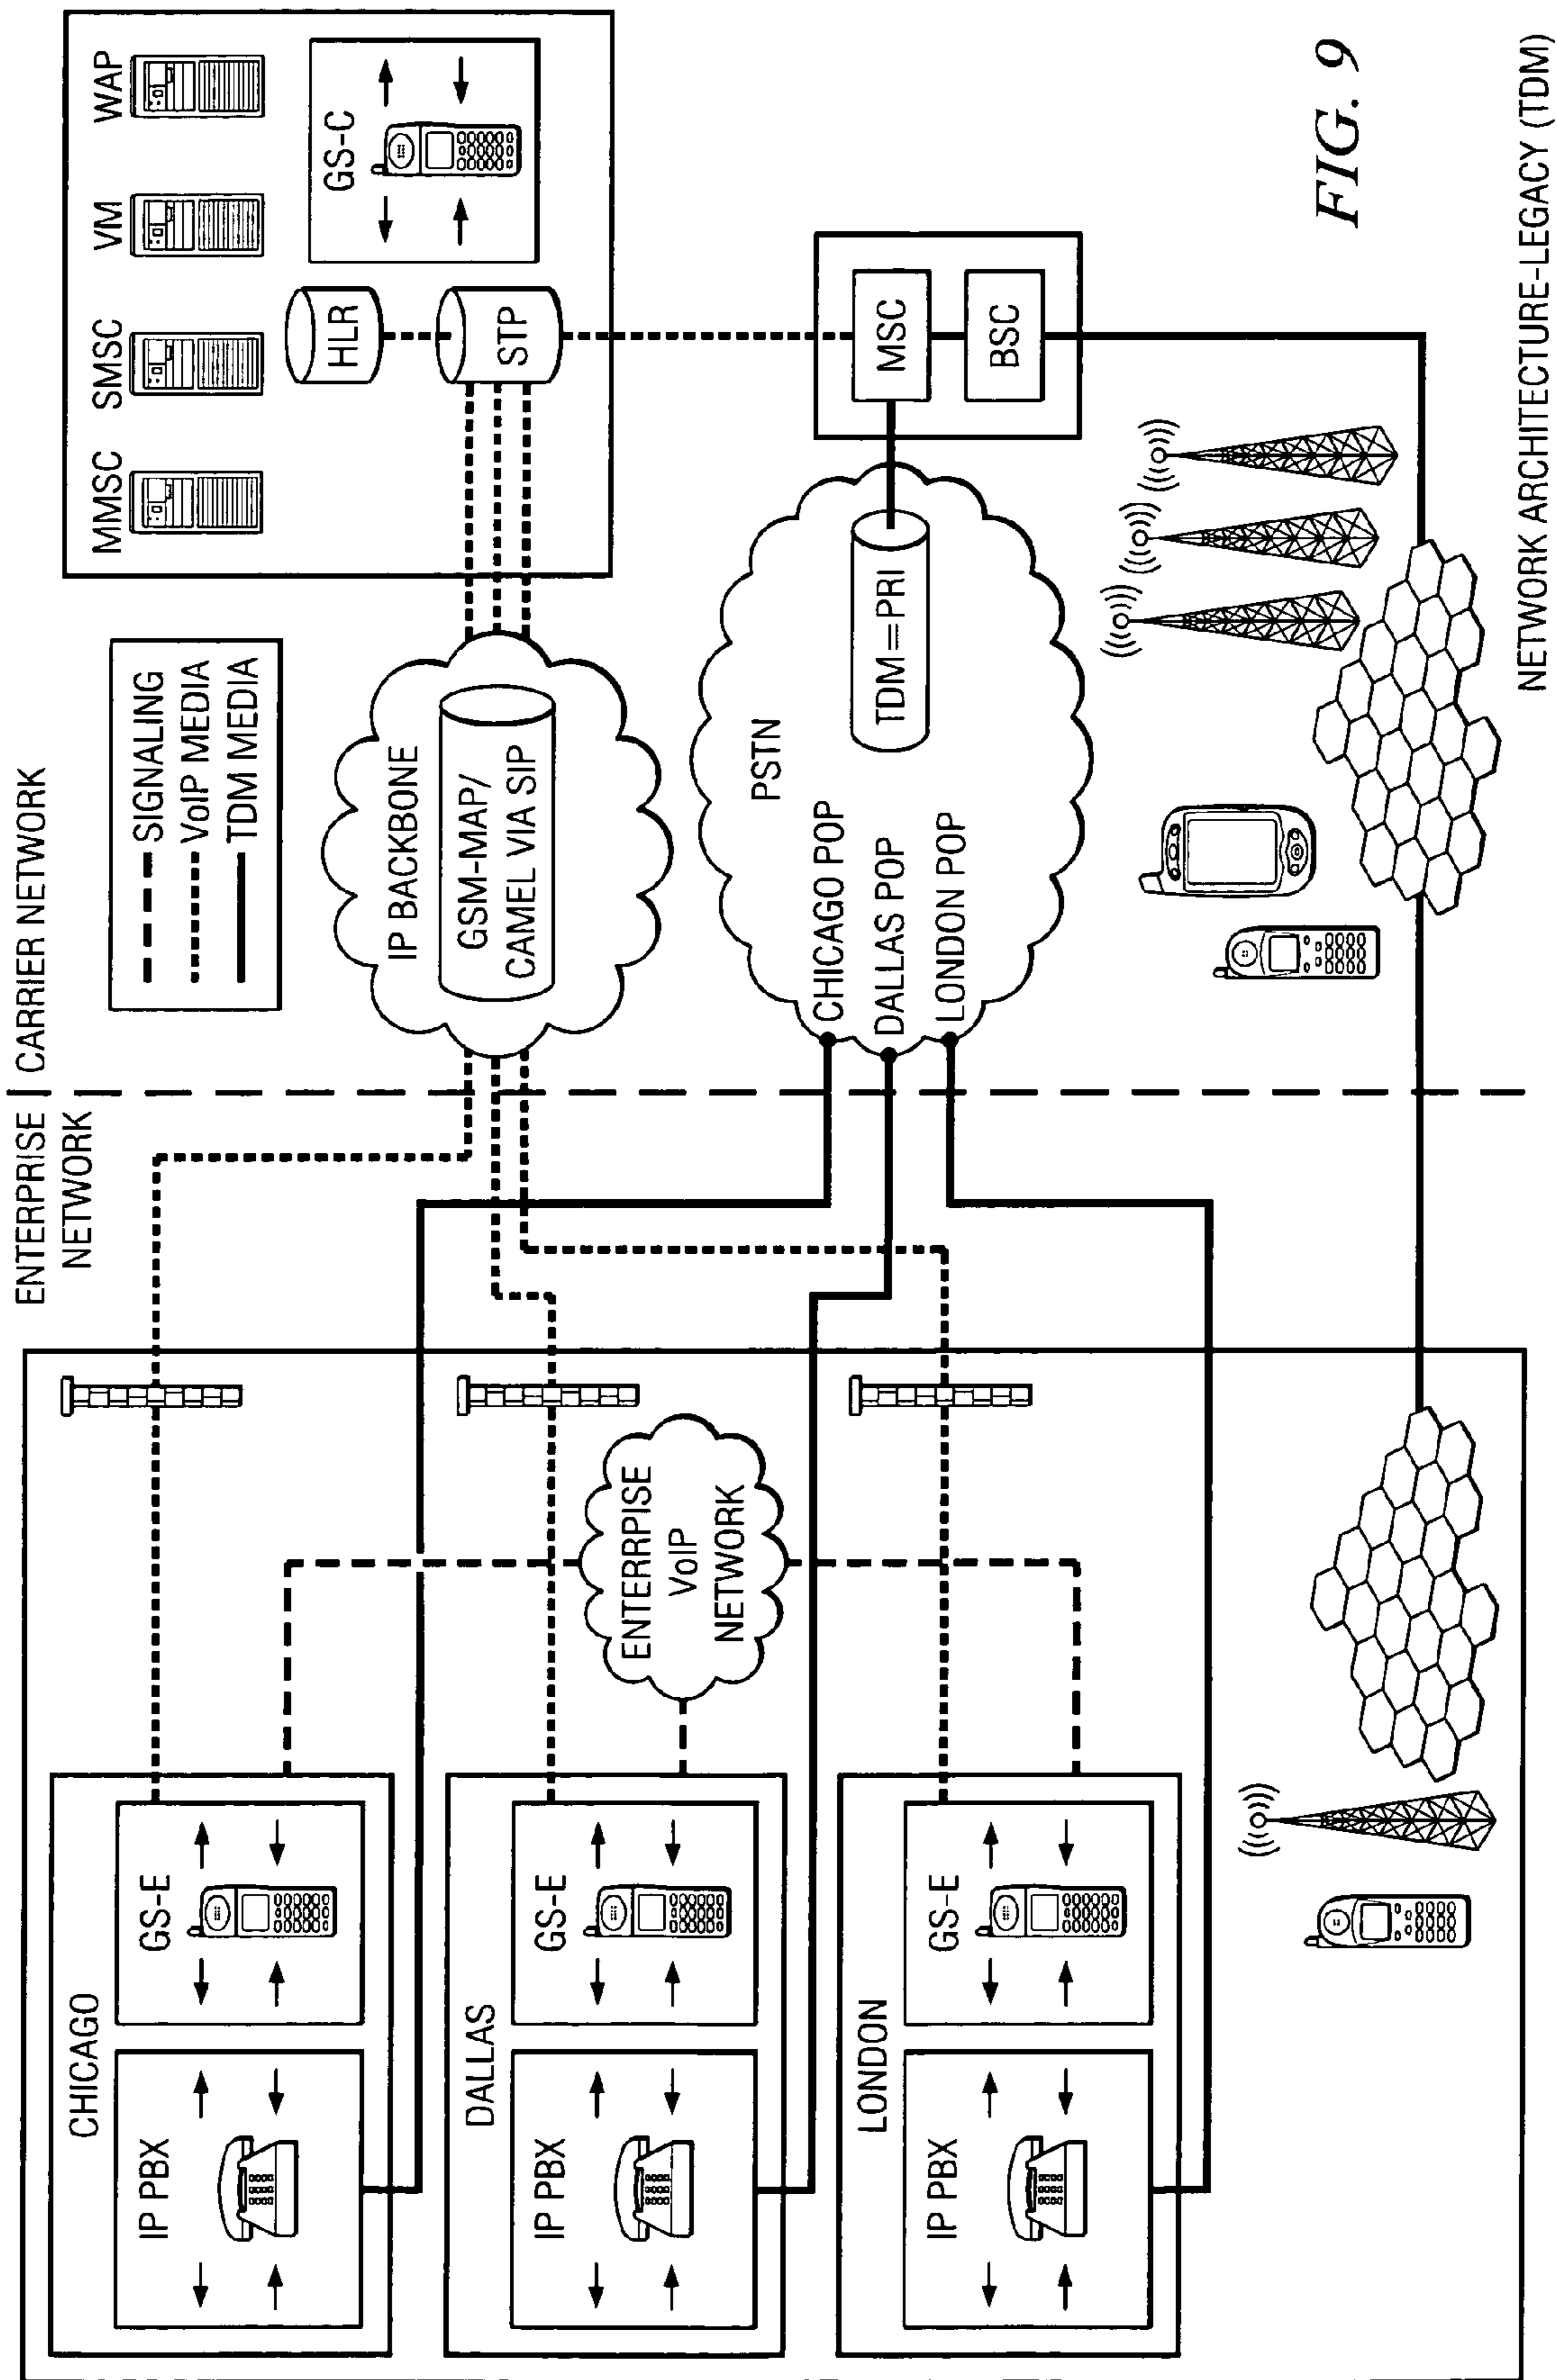 ENTERPRISE
NETWORK
CARRIER NETWORK
SIGNALING
VoIP MEDIA
TDM MEDIA
MMSC
SMSC
VM
WAP
HLR
STP
GS-C
IP BACKBONE
GSM-MAP/
CAMEL VIA SIP
CHICAGO
IP PBX
GS-E
DALLAS
IP PBX
GS-E
LONDON
IP PBX
GS-E
ENTERRPISE
VoIP
NETWORK
PSTN
CHICAGO POP
DALLAS POP
LONDON POP
TDM=PRI
MSC
BSC
FIG. 9
NETWORK ARCHITECTURE-LEGACY (TDM)